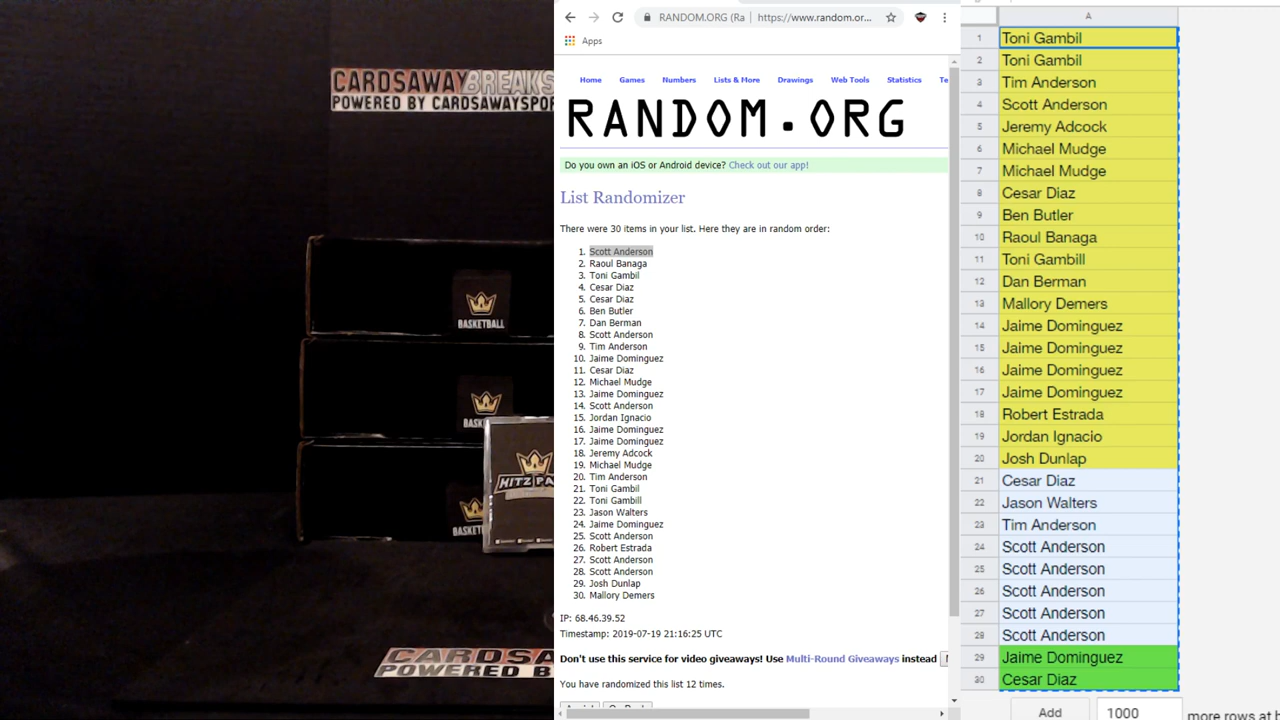 CARDSAWAYBREAKS
POWERED BY CARDSAWAYSPO
BASKETBALL
BASKETBALL
BASK
HITZ PA
CARDSA
POWERED B
RANDOM.ORG (Ra
https://www.random.or...
Apps
Home Games Numbers Lists & More Drawings Web Tools Statistics Te
RANDOM.ORG
Do you own an iOS or Android device? Check out our app!
List Randomizer
There were 30 items in your list. Here they are in random order:
1. Scott Anderson
2. Raoul Banaga
3. Toni Gambil
4. Cesar Diaz
5. Cesar Diaz
6. Ben Butler
7. Dan Berman
8. Scott Anderson
9. Tim Anderson
10. Jaime Dominguez
11. Cesar Diaz
12. Michael Mudge
13. Jaime Dominguez
14. Scott Anderson
15. Jordan Ignacio
16. Jaime Dominguez
17. Jaime Dominguez
18. Jeremy Adcock
19. Michael Mudge
20. Tim Anderson
21. Toni Gambil
22. Toni Gambill
23. Jason Walters
24. Jaime Dominguez
25. Scott Anderson
26. Robert Estrada
27. Scott Anderson
28. Scott Anderson
29. Josh Dunlap
30. Mallory Demers
IP: 68.46.39.52
Timestamp: 2019-07-19 21:16:25 UTC
Don't use this service for video giveaways! Use Multi-Round Giveaways instead
You have randomized this list 12 times.
A
1 Toni Gambil
2 Toni Gambil
3 Tim Anderson
4 Scott Anderson
5 Jeremy Adcock
6 Michael Mudge
7 Michael Mudge
8 Cesar Diaz
9 Ben Butler
10 Raoul Banaga
11 Toni Gambill
12 Dan Berman
13 Mallory Demers
14 Jaime Dominguez
15 Jaime Dominguez
16 Jaime Dominguez
17 Jaime Dominguez
18 Robert Estrada
19 Jordan Ignacio
20 Josh Dunlap
21 Cesar Diaz
22 Jason Walters
23 Tim Anderson
24 Scott Anderson
25 Scott Anderson
26 Scott Anderson
27 Scott Anderson
28 Scott Anderson
29 Jaime Dominguez
30 Cesar Diaz
Add 1000 more rows at b